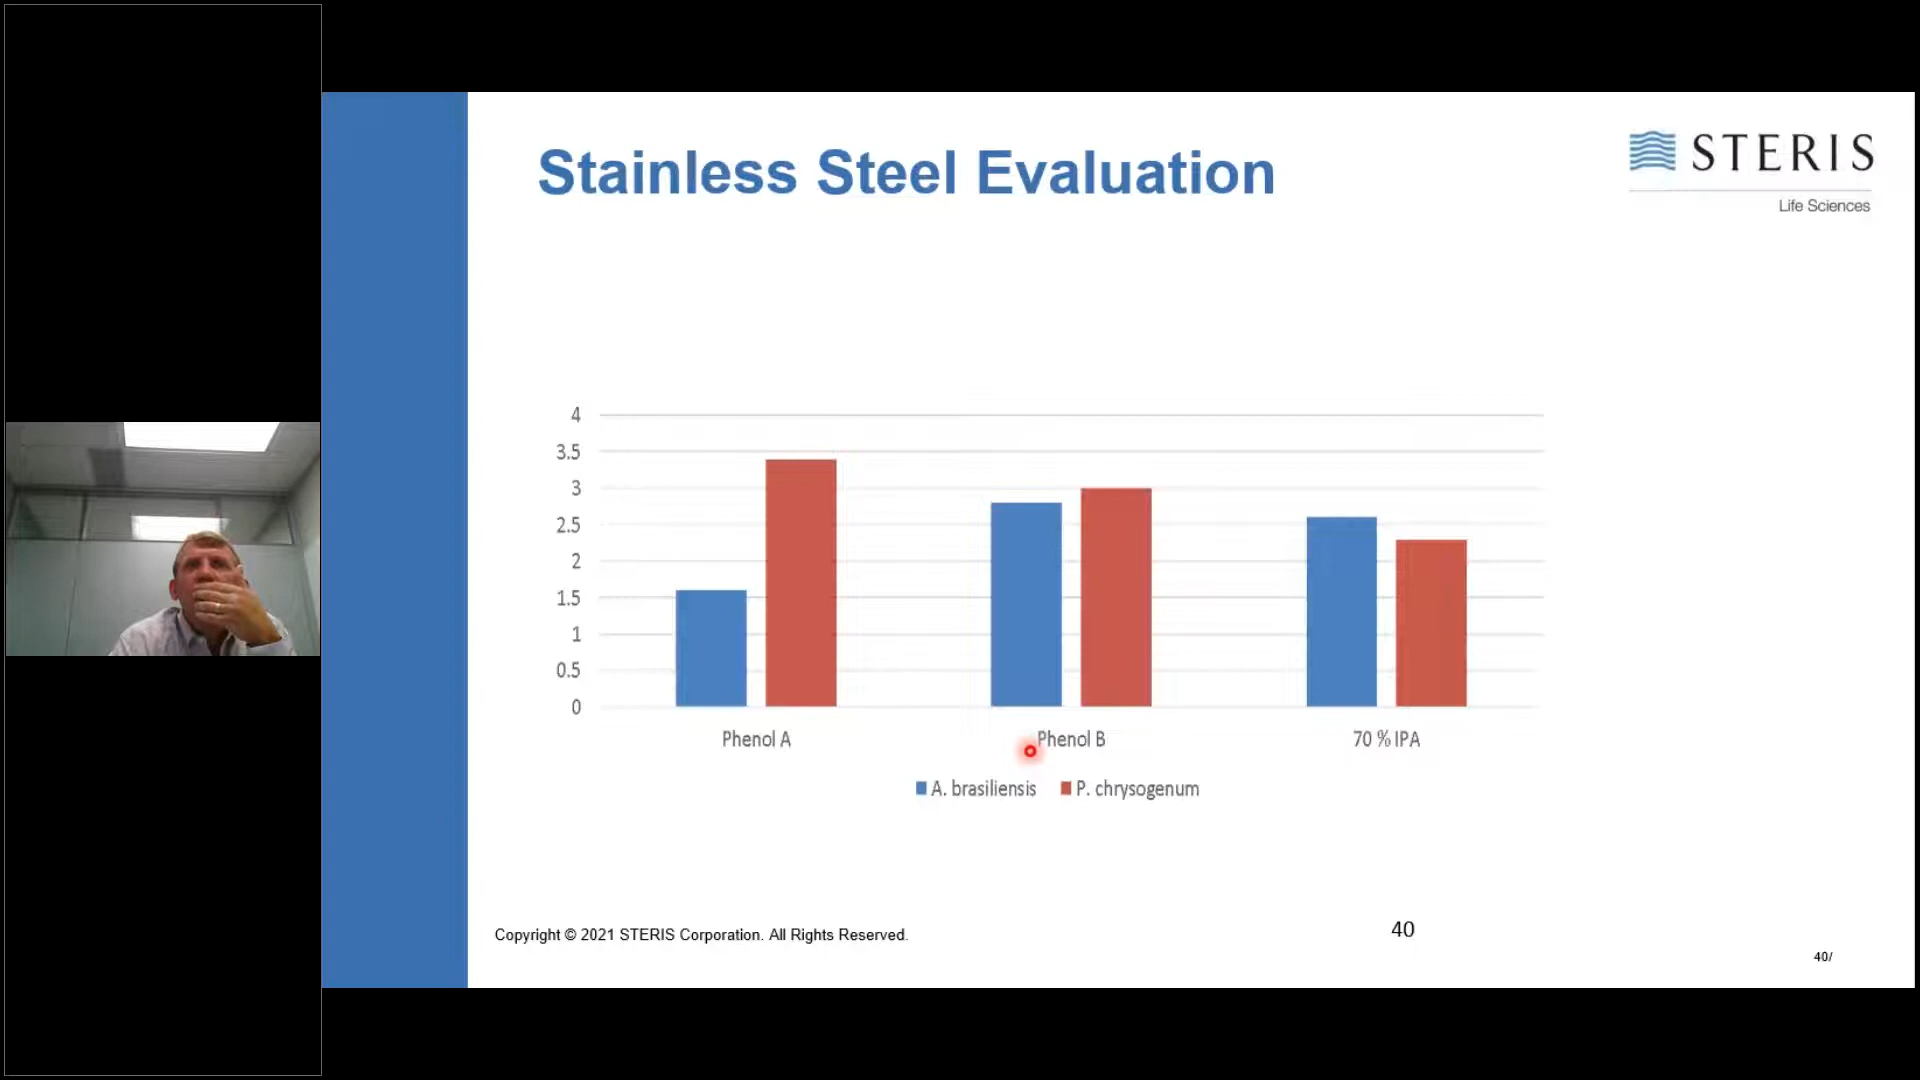 Stainless Steel Evaluation
STERIS
Life Sciences
4
3.5
3
2.5
2
1.5
1
0.5
0
Phenol A
Phenol B
70 % IPA
A. brasiliensis
P. chrysogenum
Copyright © 2021 STERIS Corporation. All Rights Reserved.
40
40/